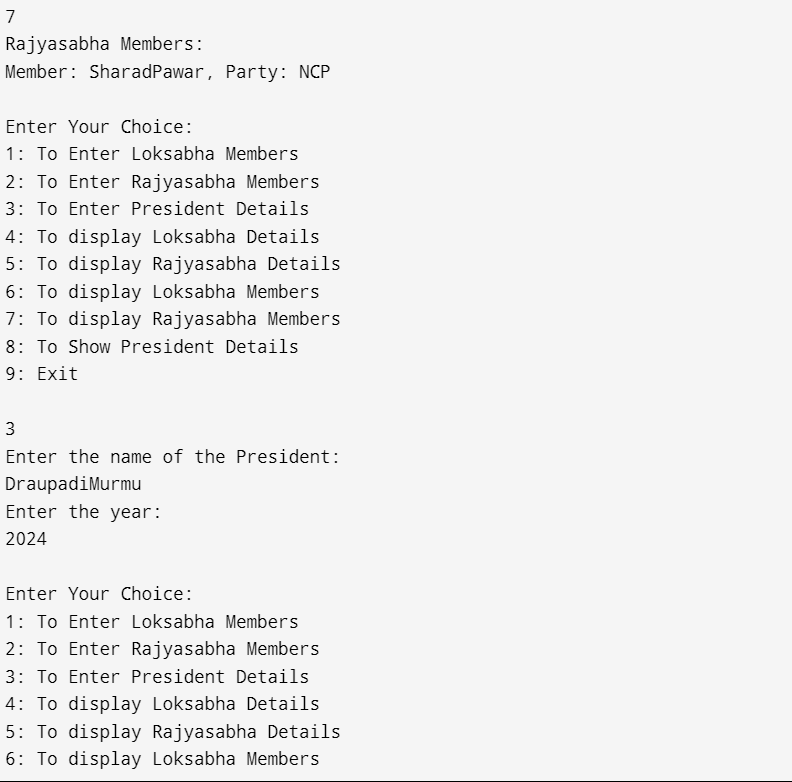 7
Rajyasabha Members:
Member: SharadPawar, Party: NCP
Enter Your Choice:
1: To Enter Loksabha Members
2: To Enter Rajyasabha Members
3: To Enter President Details
4: To display Loksabha Details
5: To display Rajyasabha Details
6: To display Loksabha Members
7: To display Rajyasabha Members
8: To Show President Details
9: Exit
3
Enter the name of the President:
DraupadiMurmu
Enter the year:
2024
Enter Your Choice:
1: To Enter Loksabha Members
2: To Enter Rajyasabha Members
3: To Enter President Details
4: To display Loksabha Details
5: To display Rajyasabha Details
6: To display Loksabha Members